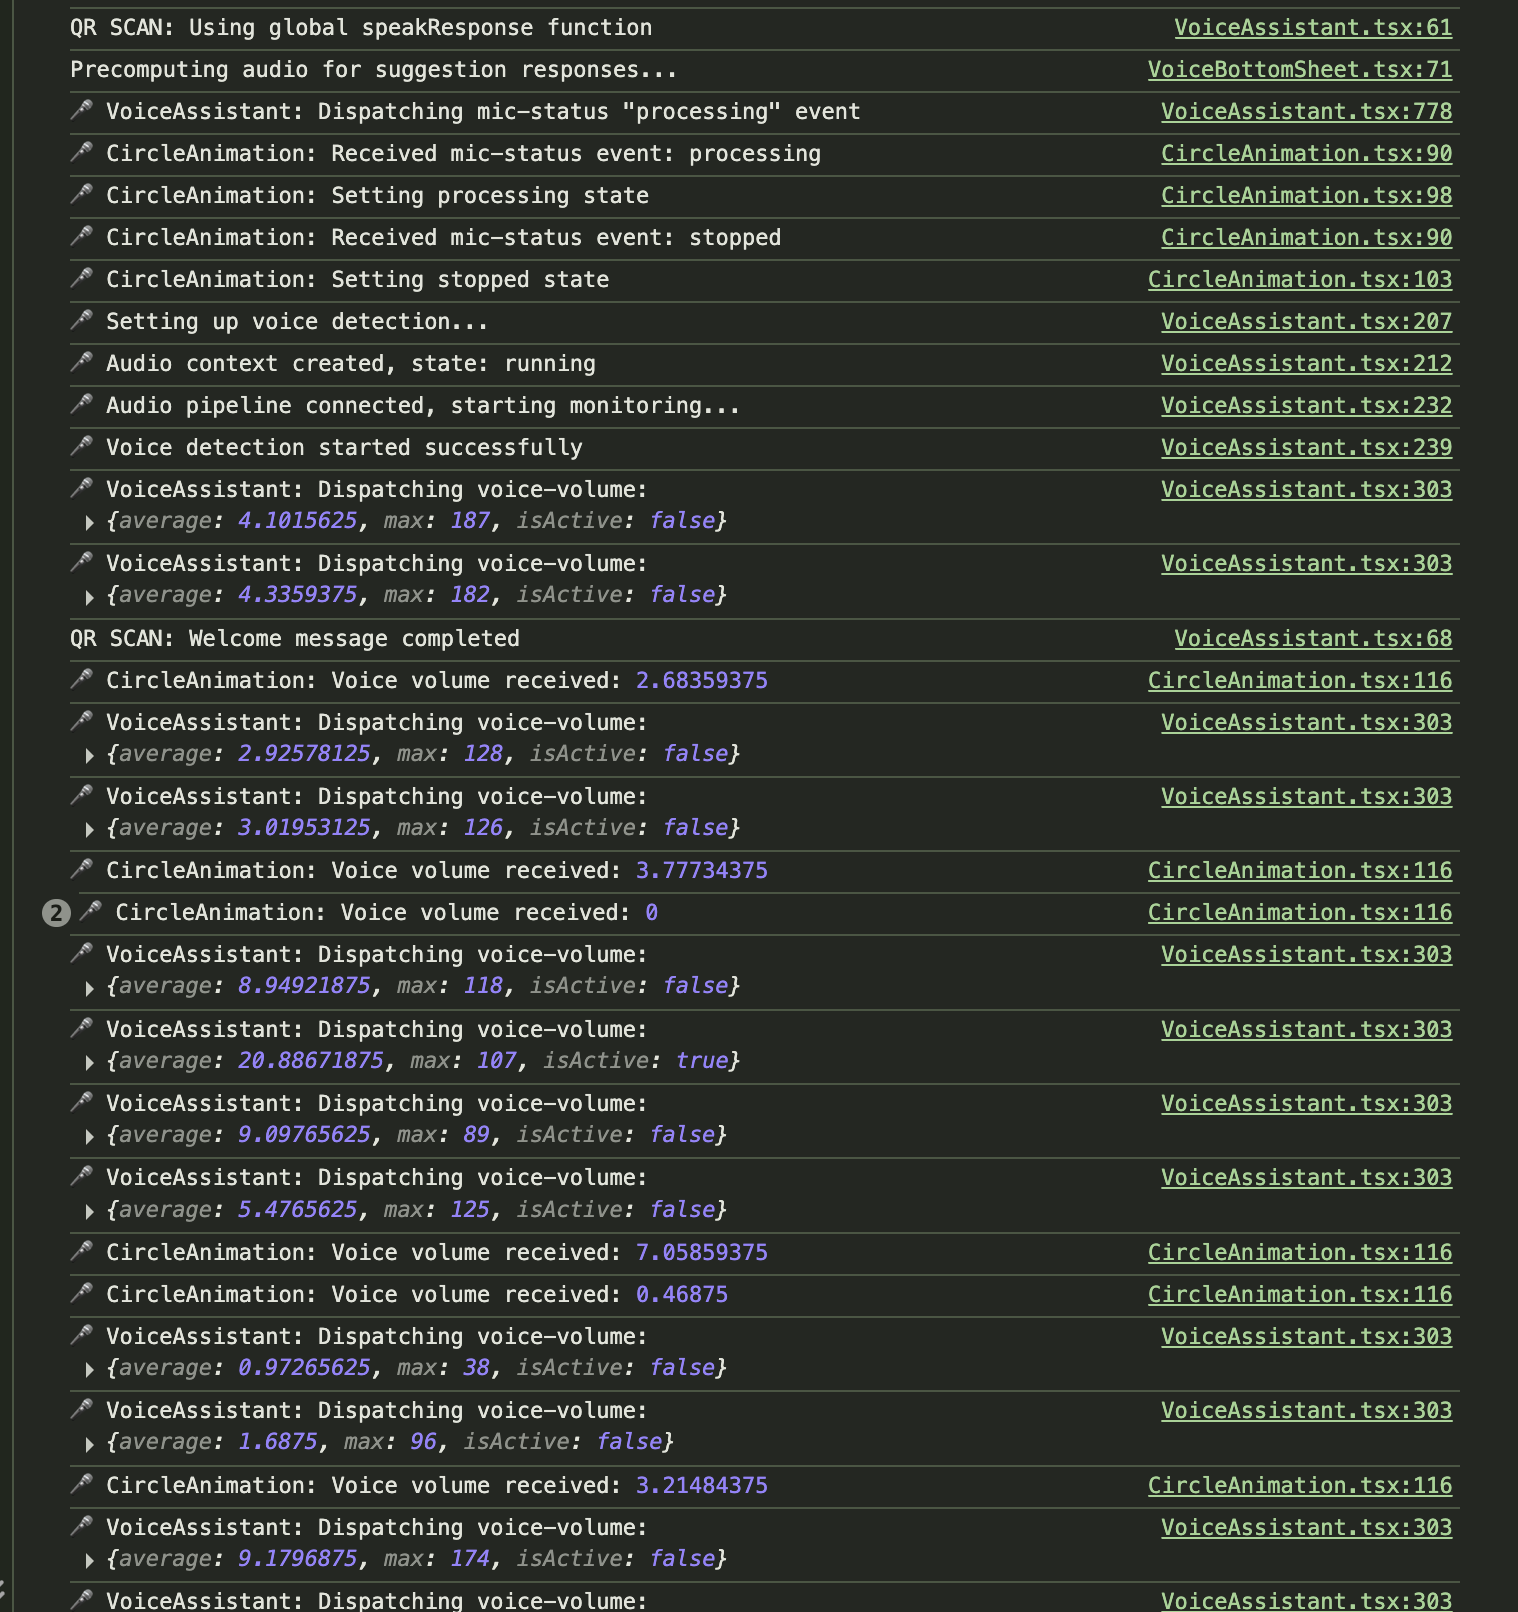 QR SCAN: Using global speakResponse function VoiceAssistant.tsx:61
Precomputing audio for suggestion responses... VoiceBottomSheet.tsx:71
🎤 VoiceAssistant: Dispatching mic-status "processing" event VoiceAssistant.tsx:778
🎤 CircleAnimation: Received mic-status event: processing CircleAnimation.tsx:90
🎤 CircleAnimation: Setting processing state CircleAnimation.tsx:98
🎤 CircleAnimation: Received mic-status event: stopped CircleAnimation.tsx:90
🎤 CircleAnimation: Setting stopped state CircleAnimation.tsx:103
🎤 Setting up voice detection... VoiceAssistant.tsx:207
🎤 Audio context created, state: running VoiceAssistant.tsx:212
🎤 Audio pipeline connected, starting monitoring... VoiceAssistant.tsx:232
🎤 Voice detection started successfully VoiceAssistant.tsx:239
🎤 VoiceAssistant: Dispatching voice-volume: VoiceAssistant.tsx:303
▶ {average: 4.1015625, max: 187, isActive: false}
🎤 VoiceAssistant: Dispatching voice-volume: VoiceAssistant.tsx:303
▶ {average: 4.3359375, max: 182, isActive: false}
QR SCAN: Welcome message completed VoiceAssistant.tsx:68
🎤 CircleAnimation: Voice volume received: 2.68359375 CircleAnimation.tsx:116
🎤 VoiceAssistant: Dispatching voice-volume: VoiceAssistant.tsx:303
▶ {average: 2.92578125, max: 128, isActive: false}
🎤 VoiceAssistant: Dispatching voice-volume: VoiceAssistant.tsx:303
▶ {average: 3.01953125, max: 126, isActive: false}
🎤 CircleAnimation: Voice volume received: 3.77734375 CircleAnimation.tsx:116
2 🎤 CircleAnimation: Voice volume received: 0 CircleAnimation.tsx:116
🎤 VoiceAssistant: Dispatching voice-volume: VoiceAssistant.tsx:303
▶ {average: 8.94921875, max: 118, isActive: false}
🎤 VoiceAssistant: Dispatching voice-volume: VoiceAssistant.tsx:303
▶ {average: 20.88671875, max: 107, isActive: true}
🎤 VoiceAssistant: Dispatching voice-volume: VoiceAssistant.tsx:303
▶ {average: 9.09765625, max: 89, isActive: false}
🎤 VoiceAssistant: Dispatching voice-volume: VoiceAssistant.tsx:303
▶ {average: 5.4765625, max: 125, isActive: false}
🎤 CircleAnimation: Voice volume received: 7.05859375 CircleAnimation.tsx:116
🎤 CircleAnimation: Voice volume received: 0.46875 CircleAnimation.tsx:116
🎤 VoiceAssistant: Dispatching voice-volume: VoiceAssistant.tsx:303
▶ {average: 0.97265625, max: 38, isActive: false}
🎤 VoiceAssistant: Dispatching voice-volume: VoiceAssistant.tsx:303
▶ {average: 1.6875, max: 96, isActive: false}
🎤 CircleAnimation: Voice volume received: 3.21484375 CircleAnimation.tsx:116
🎤 VoiceAssistant: Dispatching voice-volume: VoiceAssistant.tsx:303
▶ {average: 9.1796875, max: 174, isActive: false}
🎤 VoiceAssistant: Dispatching voice-volume: VoiceAssistant.tsx:303